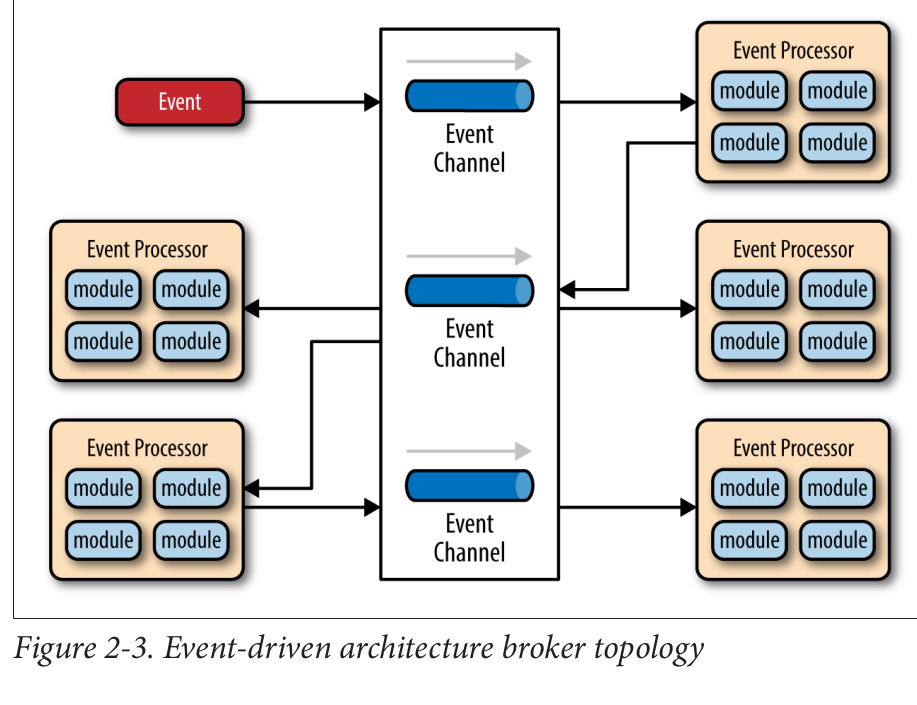 Event
Event
Channel
Event Processor
module module
module module
Event Processor
module module
module module
Event
Channel
Event Processor
module module
module module
Event Processor
module module
module module
Event
Channel
Event Processor
module module
module module
Figure 2-3. Event-driven architecture broker topology